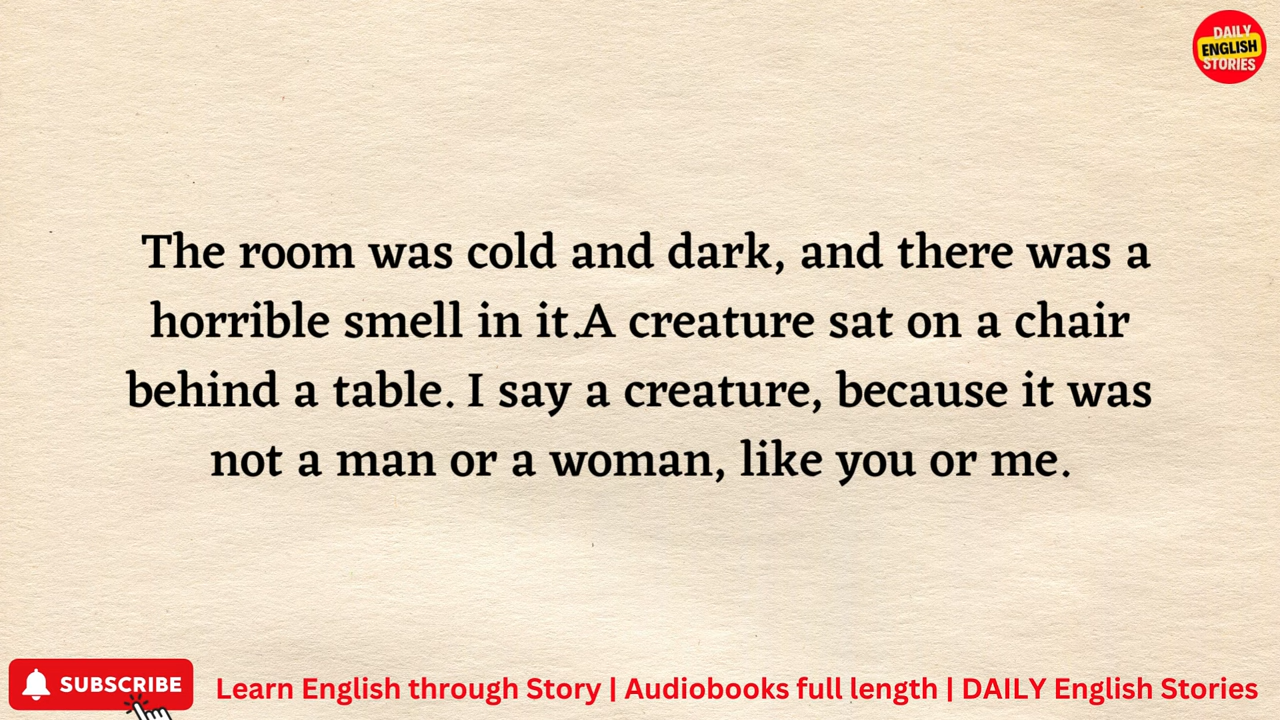 DAILY
ENGLISH
STORIES
The room was cold and dark, and there was a
horrible smell in it.A creature sat on a chair
behind a table. I say a creature, because it was
not a man or a woman, like you or me.
SUBSCRIBE
Learn English through Story | Audiobooks full length | DAILY English Stories